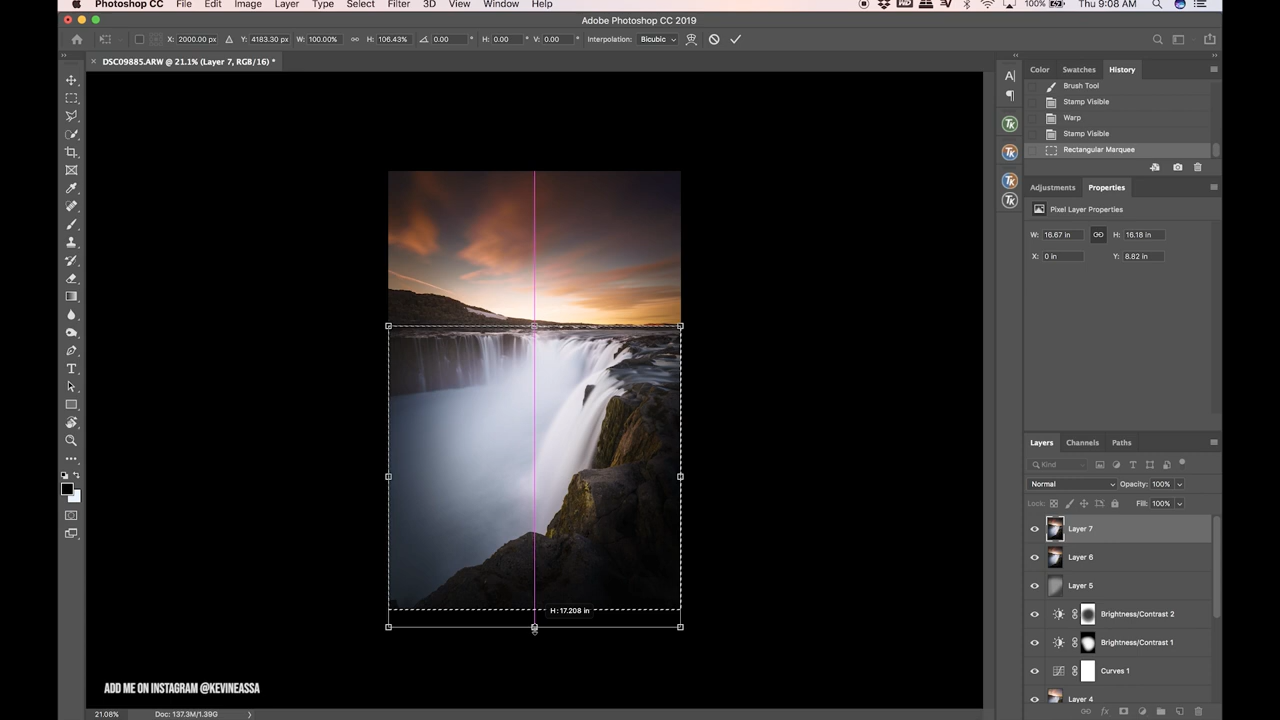 Photoshop CC File Edit Image Layer Type Select Filter 3D View Window Help 100% Thu 9:08 AM
Adobe Photoshop CC 2019
X: 2000.00 px Y: 4183.30 px W: 100.00% H: 106.43% 0.00 ° H: 0.00 ° V: 0.00 ° Interpolation: Bicubic
× DSC09885.ARW @ 21.1% (Layer 7, RGB/16) *
Color Swatches History
Brush Tool
Stamp Visible
Warp
Stamp Visible
Rectangular Marquee
Adjustments Properties
Pixel Layer Properties
W: 16.67 in H: 16.18 in
X: 0 in Y: 8.82 in
Layers Channels Paths
Kind
Normal Opacity: 100%
Lock: Fill: 100%
Layer 7
Layer 6
Layer 5
Brightness/Contrast 2
Brightness/Contrast 1
Curves 1
Layer 4
TK
TK
TK
TK
H: 17.208 in
ADD ME ON INSTAGRAM @KEVINEASSA
21.08% Doc: 137.3M/1.39G